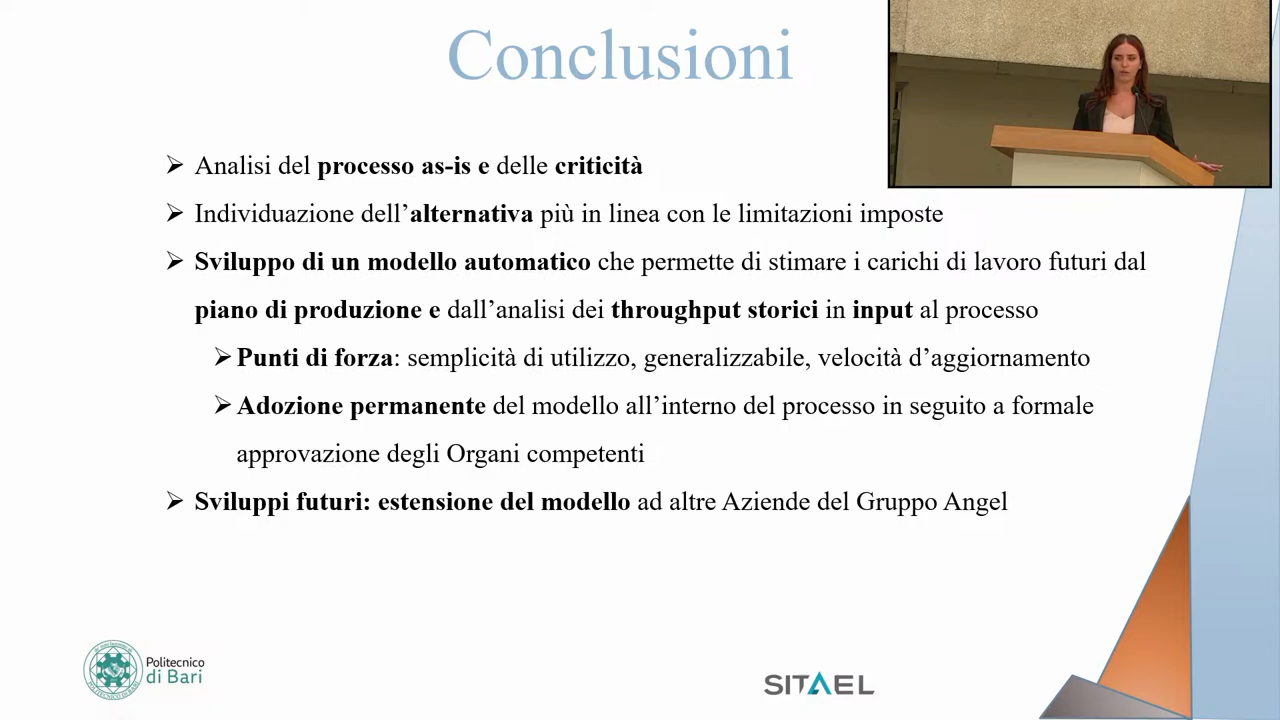 Conclusioni
➢ Analisi del processo as-is e delle criticità
➢ Individuazione dell’alternativa più in linea con le limitazioni imposte
➢ Sviluppo di un modello automatico che permette di stimare i carichi di lavoro futuri dal
piano di produzione e dall’analisi dei throughput storici in input al processo
➢ Punti di forza: semplicità di utilizzo, generalizzabile, velocità d’aggiornamento
➢ Adozione permanente del modello all’interno del processo in seguito a formale
approvazione degli Organi competenti
➢ Sviluppi futuri: estensione del modello ad altre Aziende del Gruppo Angel
Politecnico
di Bari
SITAEL